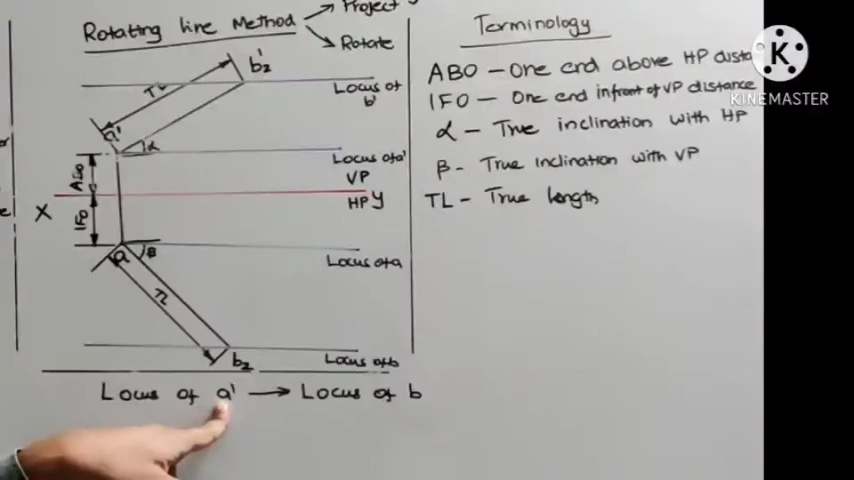 Project
Rotating line Method
Rotate
Terminology
ABO - One end above HP
IFO - One end infront of VP distance
α - True inclination with HP
β - True inclination with VP
TL - True length
b₂'
TL
Locus of b'
a'
α
Locus of a'
ABO
VP
X
HP y
IFO
a
β
Locus of a
TL
b₂
Locus of b
Locus of a' → Locus of b
K
KINEMASTER